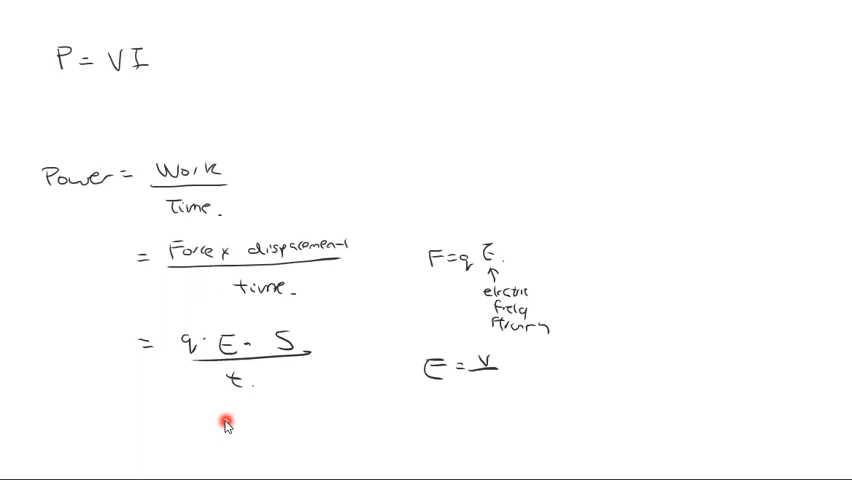 P = VI
Power = Work
Time.
= Force x displacement
time.
F = q E.
↑
electric
field
= q · E · S
t.
E = V